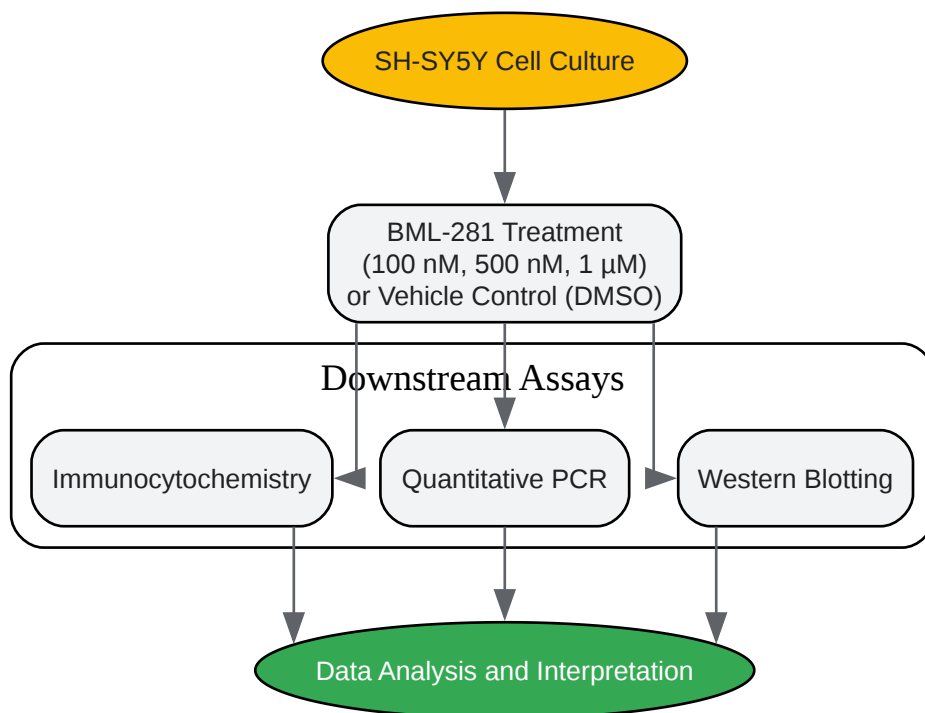 SH-SY5Y Cell Culture
BML-281 Treatment
(100 nM, 500 nM, 1 µM)
or Vehicle Control (DMSO)
Downstream Assays
Immunocytochemistry
Quantitative PCR
Western Blotting
Data Analysis and Interpretation